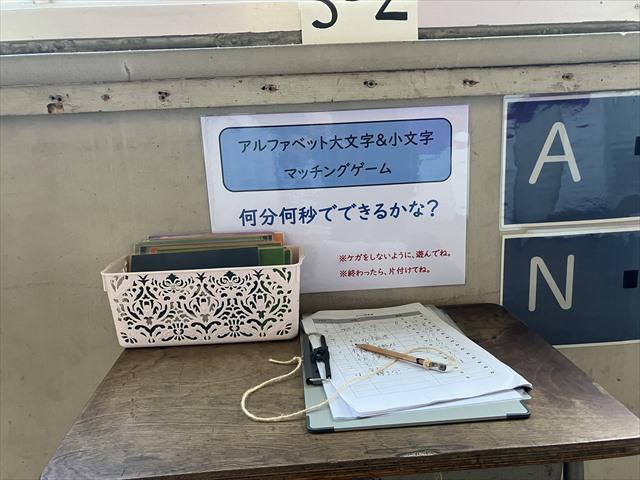 3-2
アルファベット大文字&小文字
マッチングゲーム
何分何秒でできるかな?
※ケガをしないように、遊んでね。
※終わったら、片付けてね。
A
N